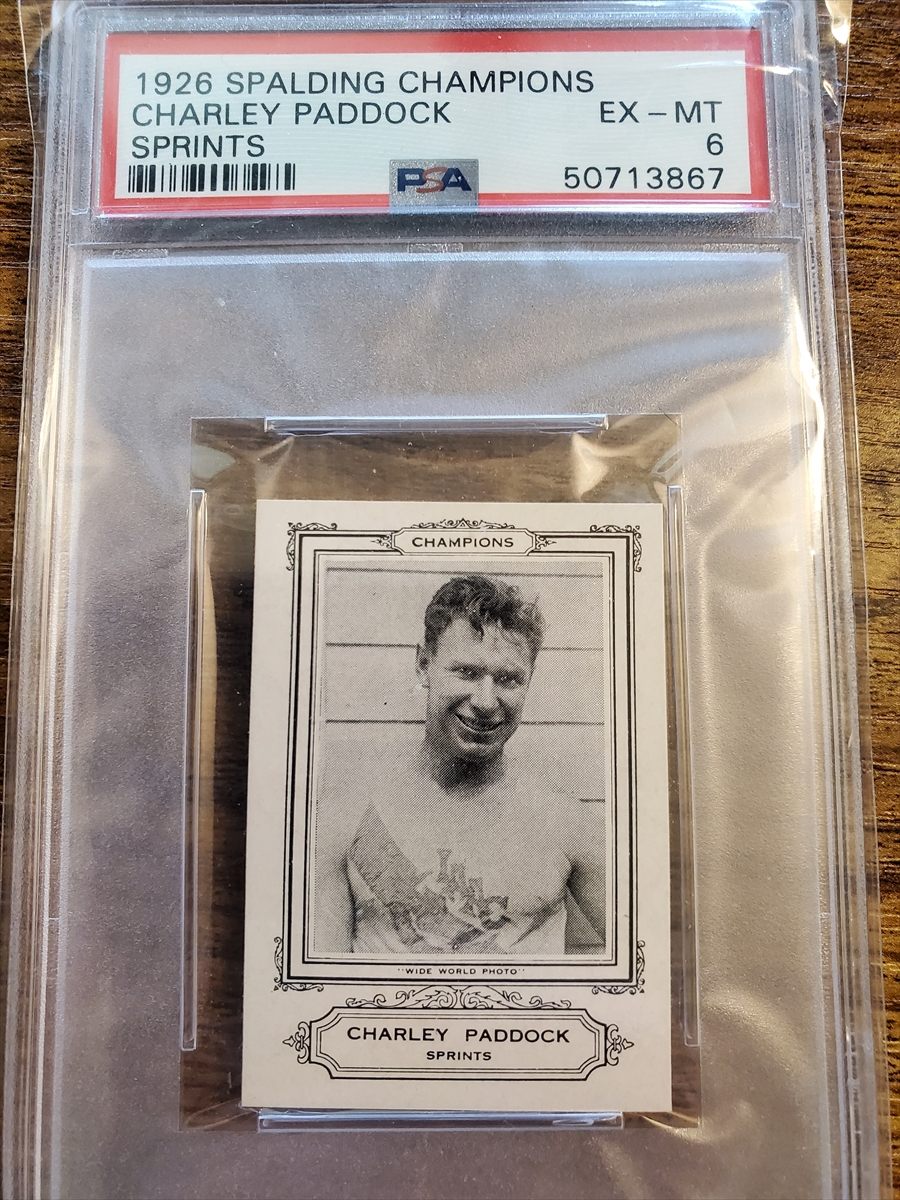 1926 SPALDING CHAMPIONS
CHARLEY PADDOCK EX - MT
SPRINTS 6
PSA 50713867
CHAMPIONS
"WIDE WORLD PHOTO"
CHARLEY PADDOCK
SPRINTS